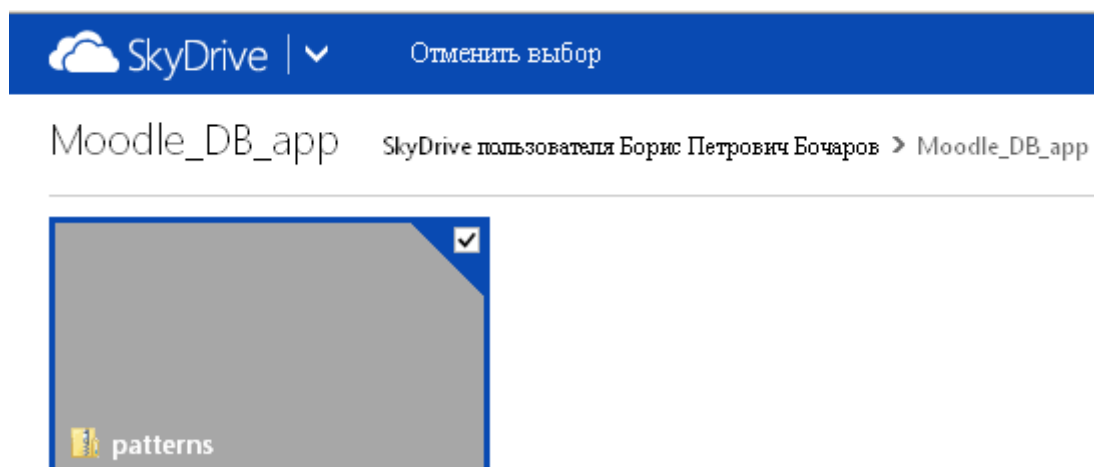 SkyDrive Отменить выбор
Moodle_DB_app SkyDrive пользователя Борис Петрович Бочаров > Moodle_DB_app
patterns